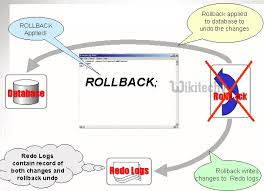 ROLLBACK
Applied!
Rollback applied
to database to
undo the changes
ROLLBACK;
Wikitechy
Database
Rollback
Redo Logs
contain record of
both changes and
rollback undo
Redo Logs
Rollback writes
changes to Redo logs